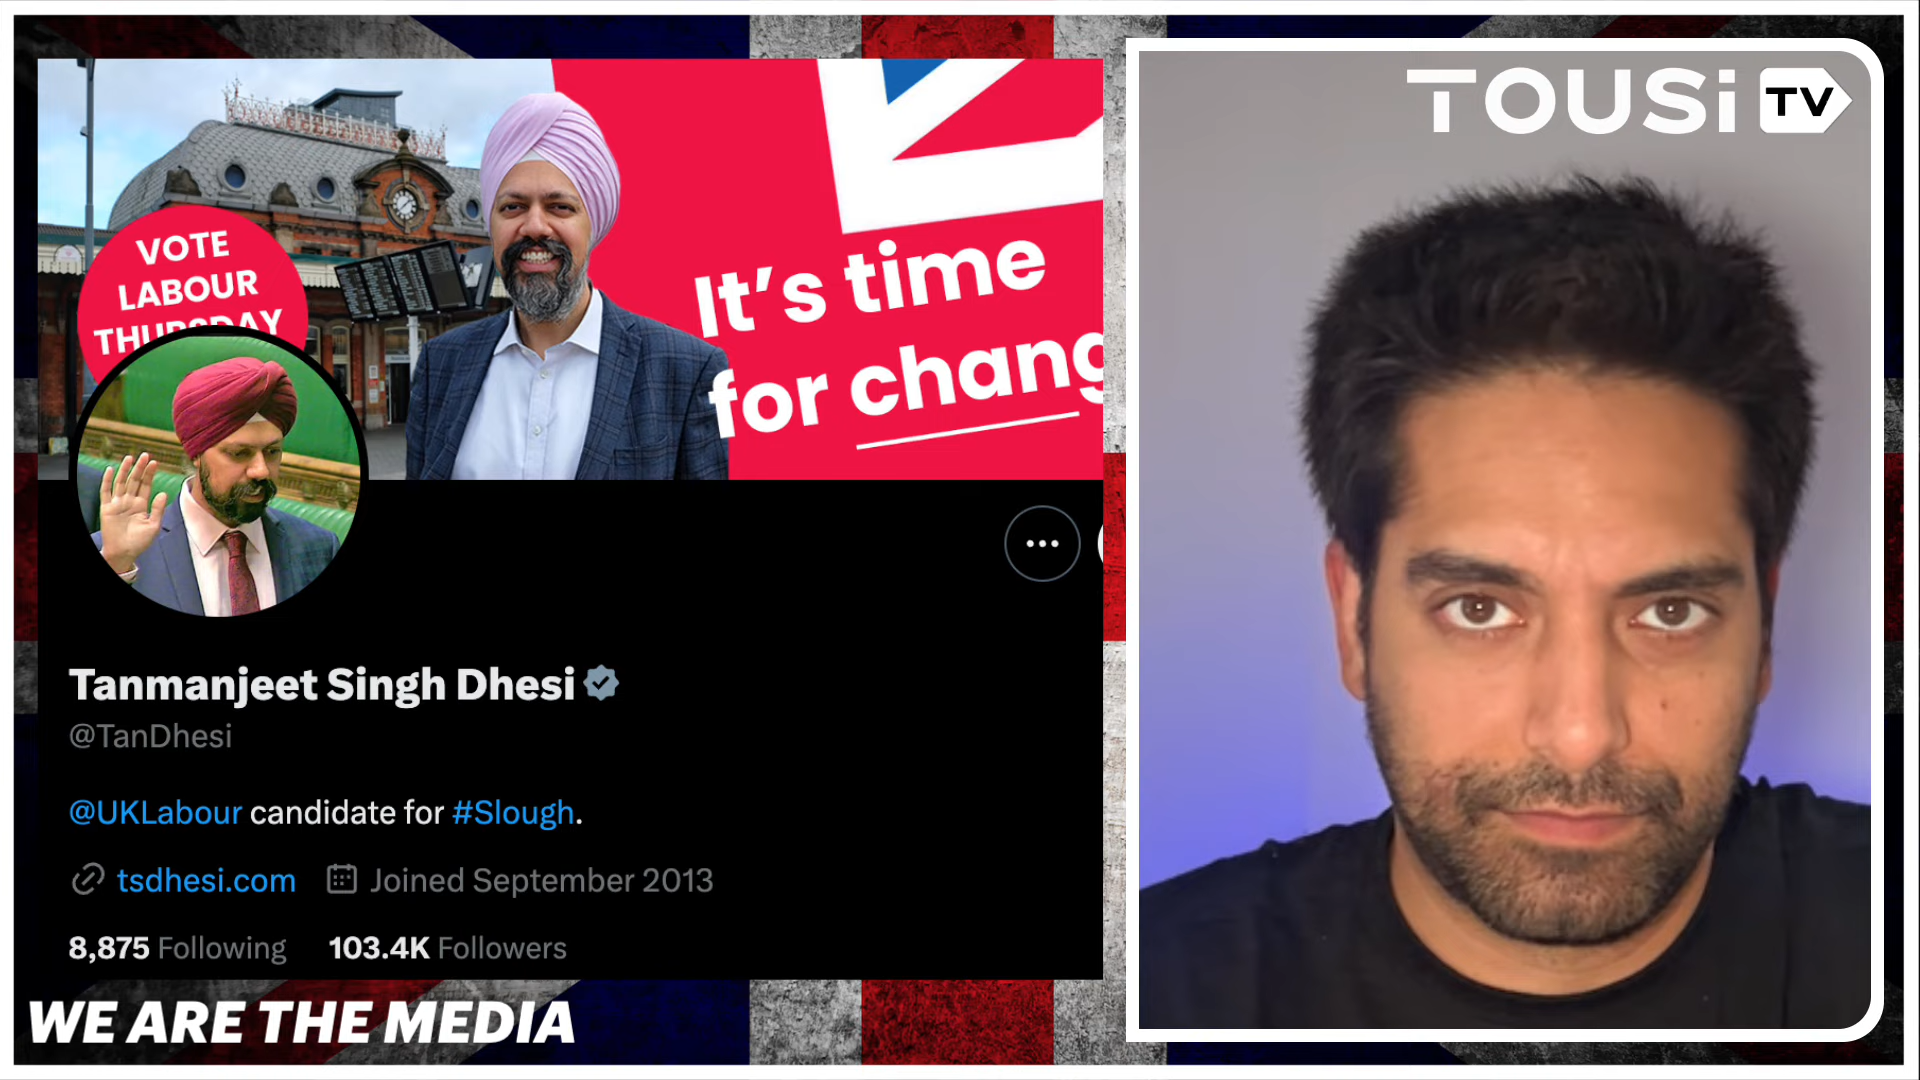 VOTE
LABOUR
THURSDAY
It's time
for chang
Tanmanjeet Singh Dhesi
@TanDhesi
@UKLabour candidate for #Slough.
tsdhesi.com Joined September 2013
8,875 Following 103.4K Followers
WE ARE THE MEDIA
TOUSi TV